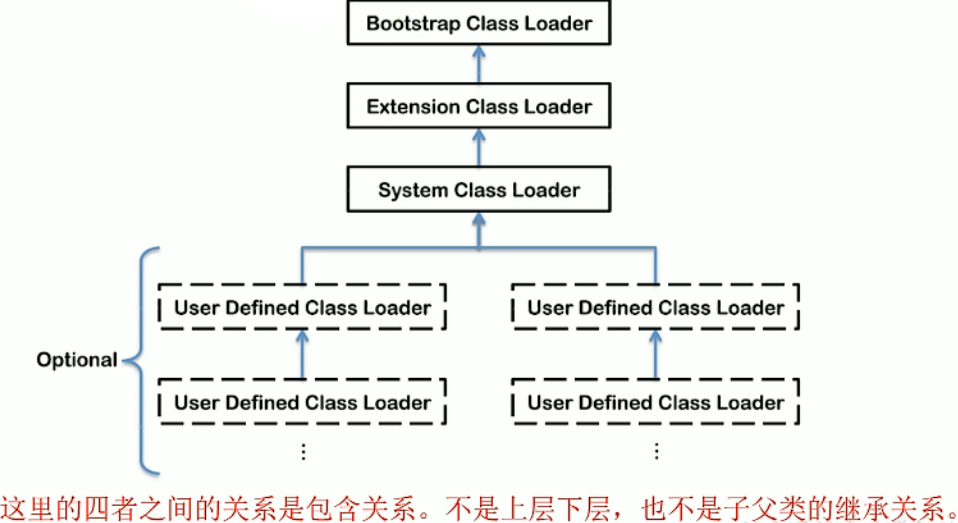 Bootstrap Class Loader
Extension Class Loader
System Class Loader
User Defined Class Loader
User Defined Class Loader
Optional
User Defined Class Loader
User Defined Class Loader
⋮
⋮
这里的四者之间的关系是包含关系。不是上层下层，也不是子父类的继承关系。